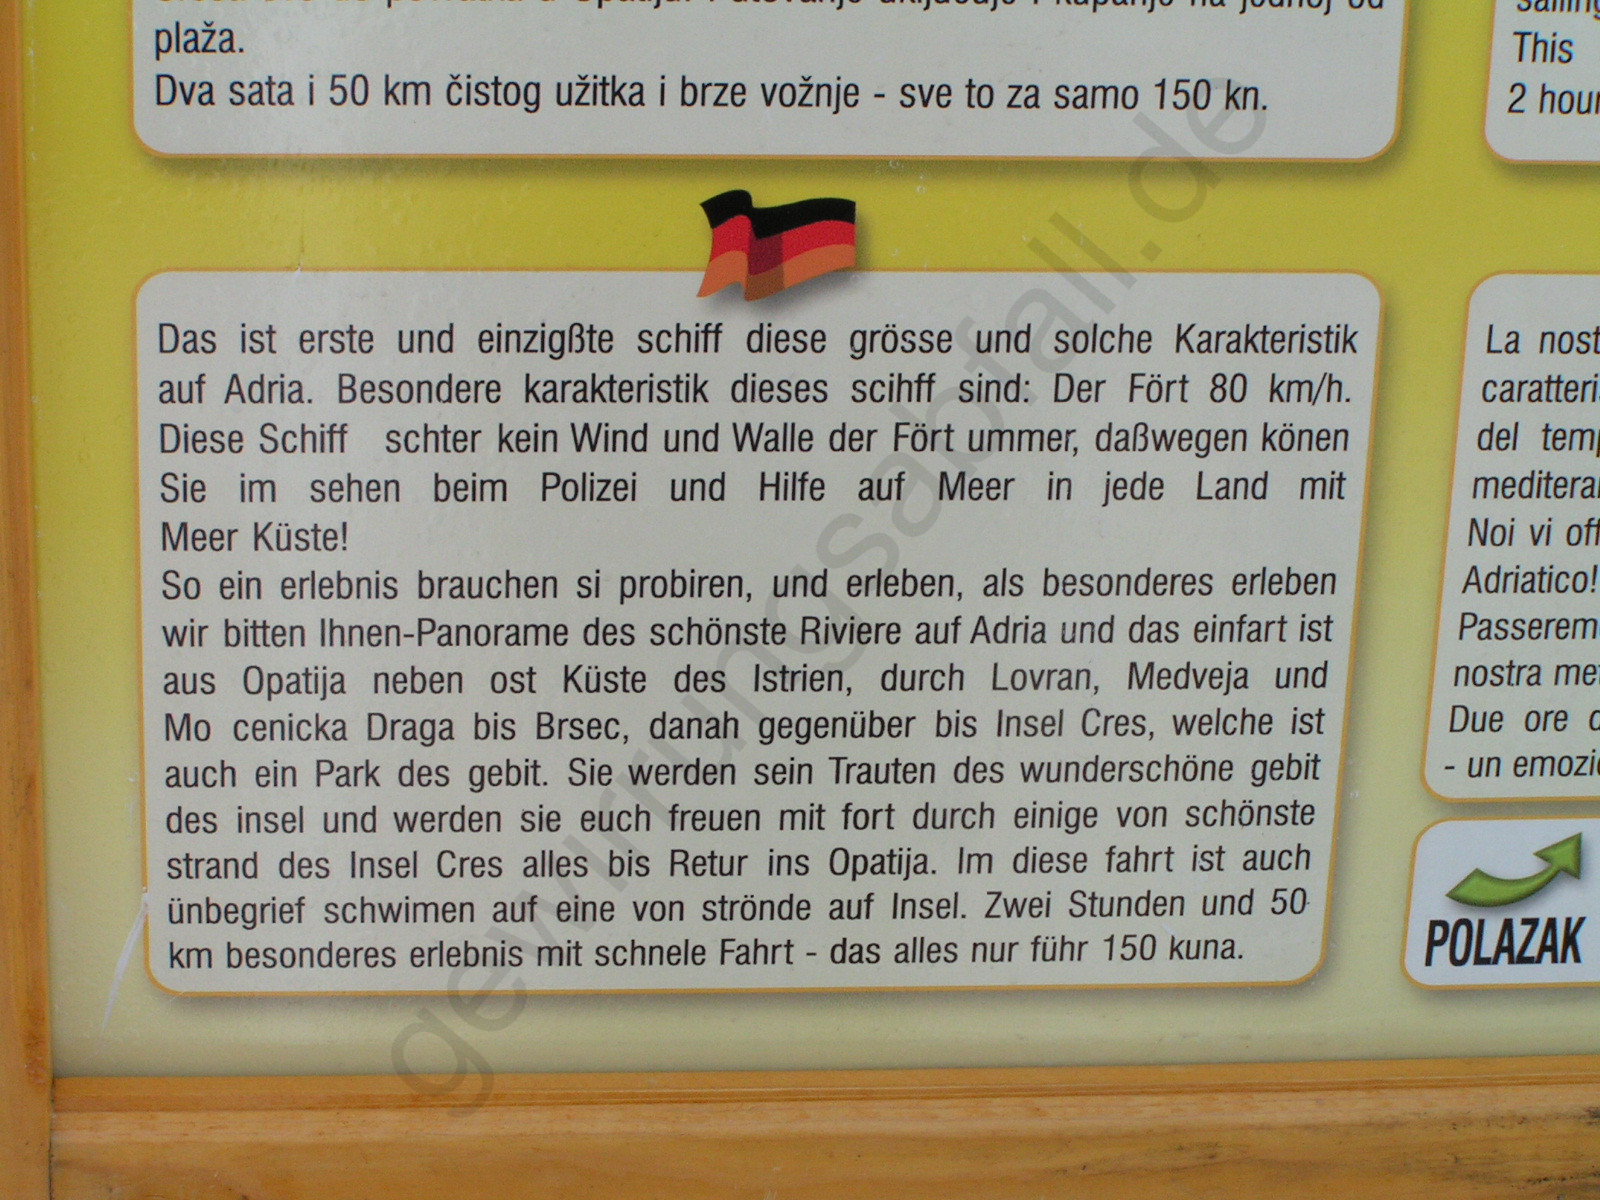 plaža.
Dva sata i 50 km čistog užitka i brze vožnje - sve to za samo 150 kn.
This
2 hour
Das ist erste und einzigßte schiff diese grösse und solche Karakteristik
auf Adria. Besondere karakteristik dieses scihff sind: Der Fört 80 km/h.
Diese Schiff schter kein Wind und Walle der Fört ummer, daßwegen könen
Sie im sehen beim Polizei und Hilfe auf Meer in jede Land mit
Meer Küste!
So ein erlebnis brauchen si probiren, und erleben, als besonderes erleben
wir bitten Ihnen-Panorame des schönste Riviere auf Adria und das einfart ist
aus Opatija neben ost Küste des Istrien, durch Lovran, Medveja und
Mo cenicka Draga bis Brsec, danah gegenüber bis Insel Cres, welche ist
auch ein Park des gebit. Sie werden sein Trauten des wunderschöne gebit
des insel und werden sie euch freuen mit fort durch einige von schönste
strand des Insel Cres alles bis Retur ins Opatija. Im diese fahrt ist auch
ünbegrief schwimen auf eine von strönde auf Insel. Zwei Stunden und 50
km besonderes erlebnis mit schnele Fahrt - das alles nur führ 150 kuna.
La nost
caratteri
del temp
mediteral
Noi vi off
Adriatico!
Passerem
nostra met
Due ore d
- un emozio
POLAZAK
gewirrungsabfall.de